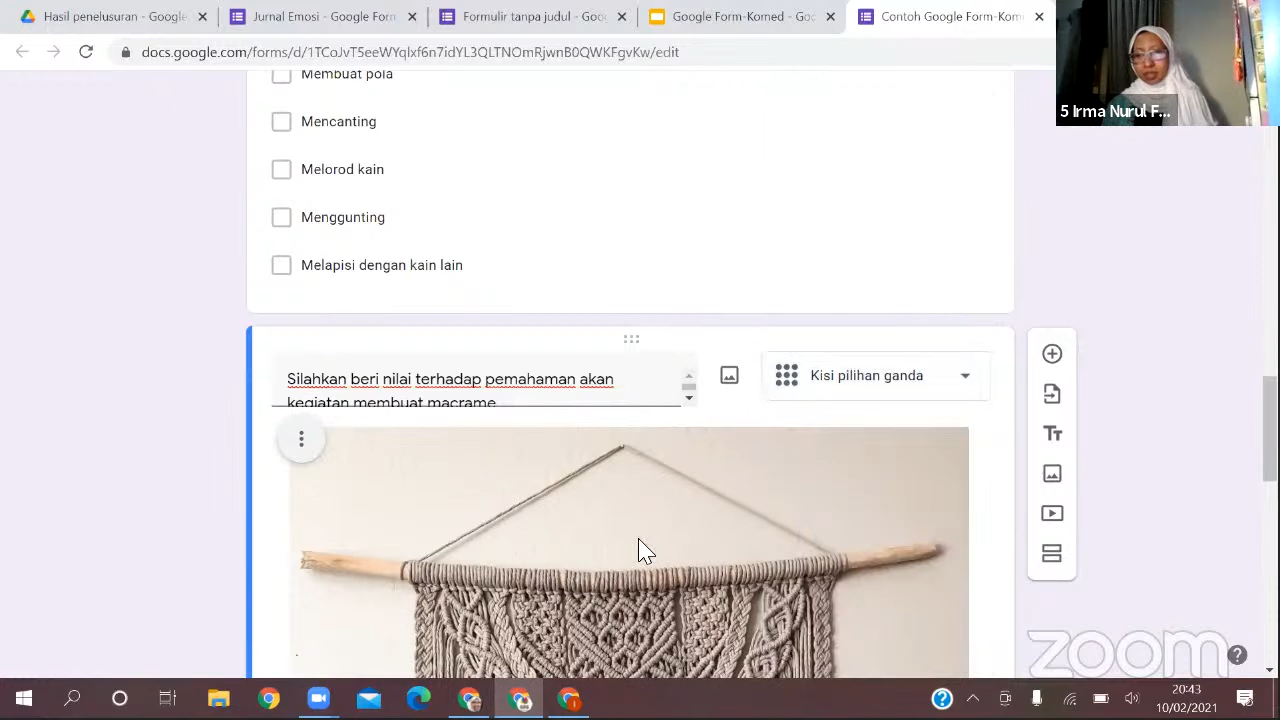 Hasil penelusuran - Google
Jurnal Emosi - Google Form
Formulir tanpa judul - Goo
Google Form-Komed - Goo
Contoh Google Form-Kom
docs.google.com/forms/d/1TCoJvT5eeWYqIxf6n7idYL3QLTNOmRjwnB0QWKFgvKw/edit
5 Irma Nurul F...
Membuat pola
Mencanting
Melorod kain
Menggunting
Melapisi dengan kain lain
Silahkan beri nilai terhadap pemahaman akan
kegiatan membuat macrame
Kisi pilihan ganda
zoom
20:43
10/02/2021